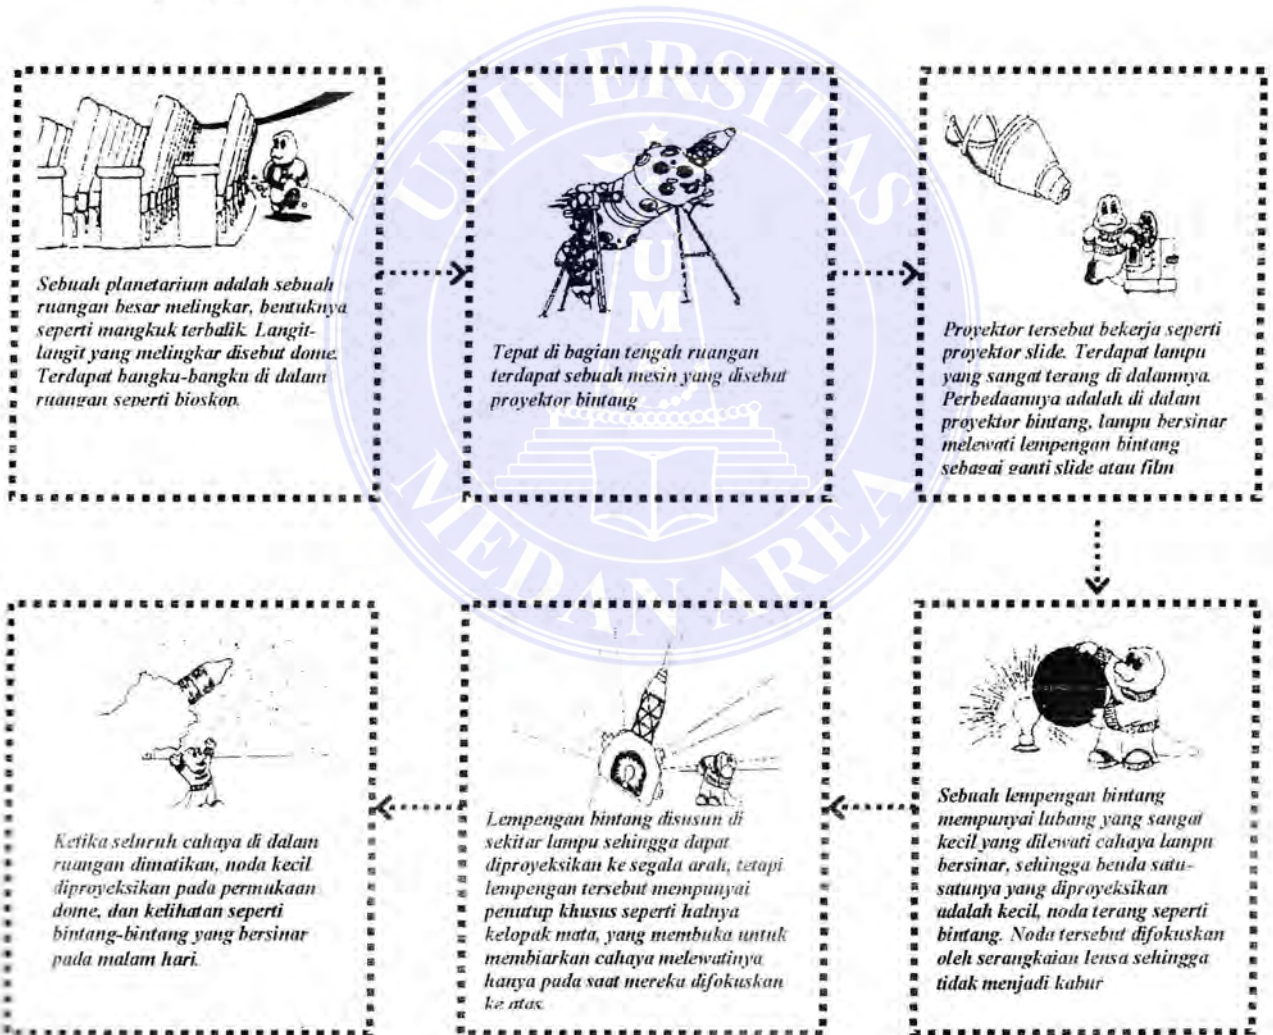 Sebuah planetarium adalah sebuah
ruangan besar melingkar, bentuknya
seperti mangkuk terbalik. Langit-
langit yang melingkar disebut dome.
Terdapat bangku-bangku di dalam
ruangan seperti bioskop.
Tepat di bagian tengah ruangan
terdapat sebuah mesin yang disebut
proyektor bintang
Proyektor tersebut bekerja seperti
proyektor slide. Terdapat lampu
yang sangat terang di dalamnya.
Perbedaannya adalah di dalam
proyektor bintang, lampu bersinar
melewati lempengan bintang
sebagai ganti slide atau film
Sebuah lempengan bintang
mempunyai lubang yang sangat
kecil yang dilewati cahaya lampu
bersinar, sehingga benda satu-
satunya yang diproyeksikan
adalah kecil, noda terang seperti
bintang. Noda tersebut difokuskan
oleh serangkaian lensa sehingga
tidak menjadi kabur
Lempengan bintang disusun di
sekitar lampu sehingga dapat
diproyeksikan ke segala arah, tetapi
lempengan tersebut mempunyai
penutup khusus seperti halnya
kelopak mata, yang membuka untuk
membiarkan cahaya melewatinya
hanya pada saat mereka difokuskan
ke atas.
Ketika seluruh cahaya di dalam
ruangan dimatikan, noda kecil
diproyeksikan pada permukaan
dome, dan kelihatan seperti
bintang-bintang yang bersinar
pada malam hari.
UNIVERSITAS
UMA
MEDAN AREA